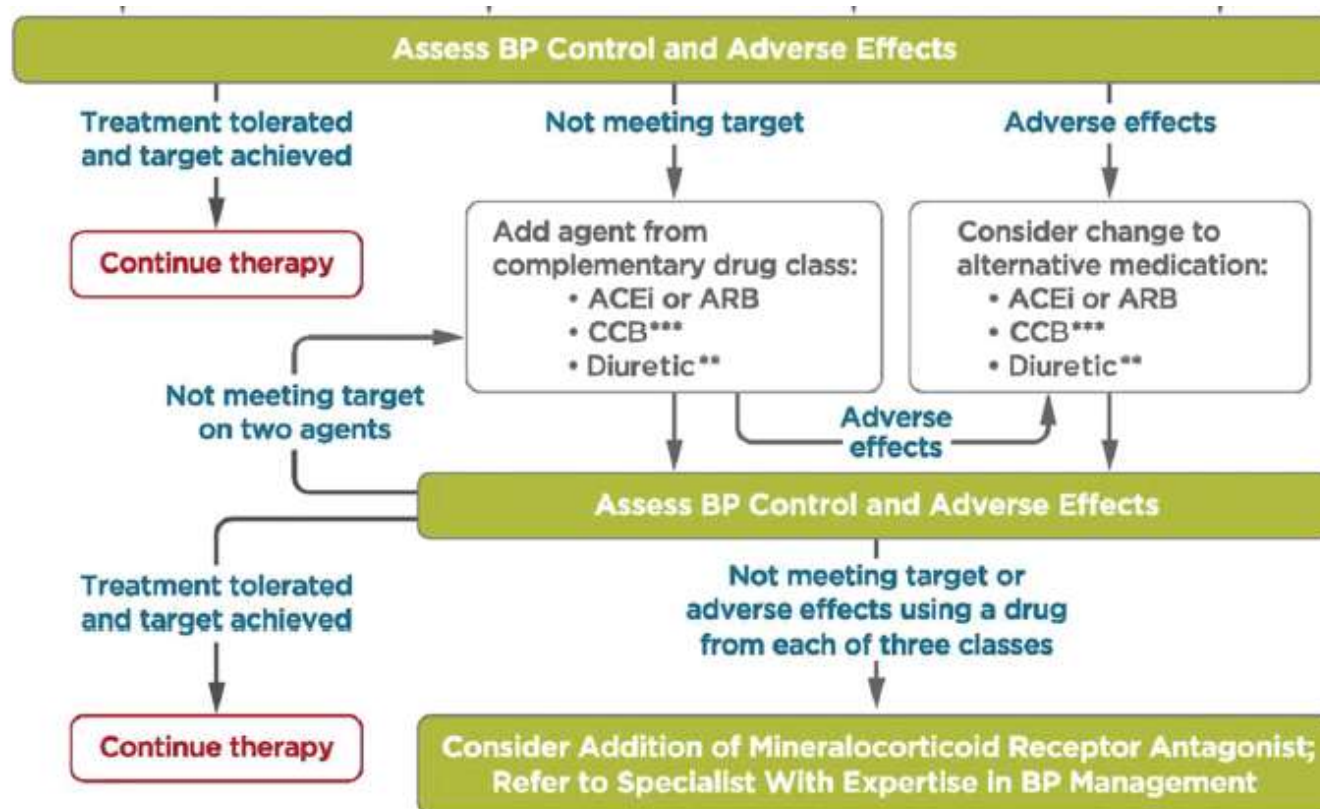 Assess BP Control and Adverse Effects
Treatment tolerated
and target achieved
Not meeting target
Adverse effects
Continue therapy
Add agent from
complementary drug class:
• ACEi or ARB
• CCB***
• Diuretic**
Consider change to
alternative medication:
• ACEi or ARB
• CCB***
• Diuretic**
Not meeting target
on two agents
Adverse
effects
Assess BP Control and Adverse Effects
Treatment tolerated
and target achieved
Not meeting target or
adverse effects using a drug
from each of three classes
Continue therapy
Consider Addition of Mineralocorticoid Receptor Antagonist;
Refer to Specialist With Expertise in BP Management